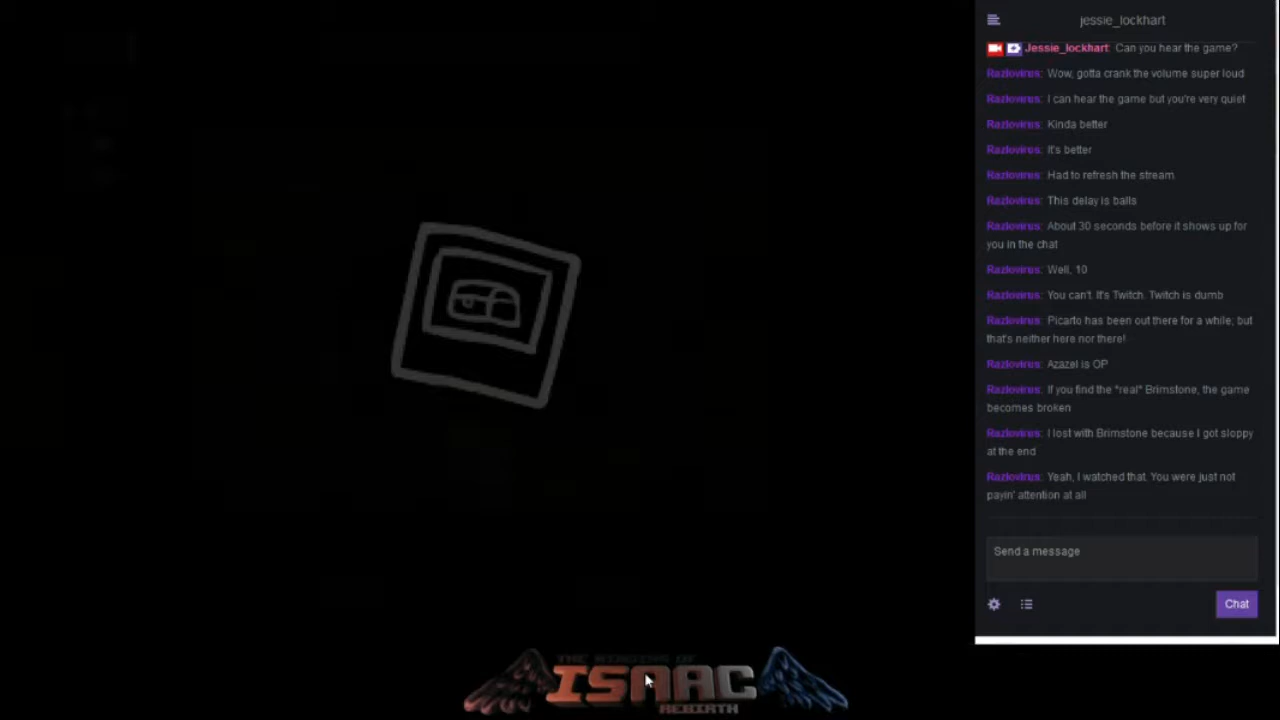 jessie_lockhart
Jessie_lockhart: Can you hear the game?
Razlovirus: Wow, gotta crank the volume super loud
Razlovirus: I can hear the game but you're very quiet
Razlovirus: Kinda better
Razlovirus: It's better
Razlovirus: Had to refresh the stream.
Razlovirus: This delay is balls
Razlovirus: About 30 seconds before it shows up for
you in the chat
Razlovirus: Well, 10
Razlovirus: You can't. It's Twitch. Twitch is dumb
Razlovirus: Picarto has been out there for a while; but
that's neither here nor there!
Razlovirus: Azazel is OP
Razlovirus: If you find the *real* Brimstone, the game
becomes broken
Razlovirus: I lost with Brimstone because I got sloppy
at the end
Razlovirus: Yeah, I watched that. You were just not
payin' attention at all
Send a message
Chat
THE BINDING OF
ISAAC
REBIRTH